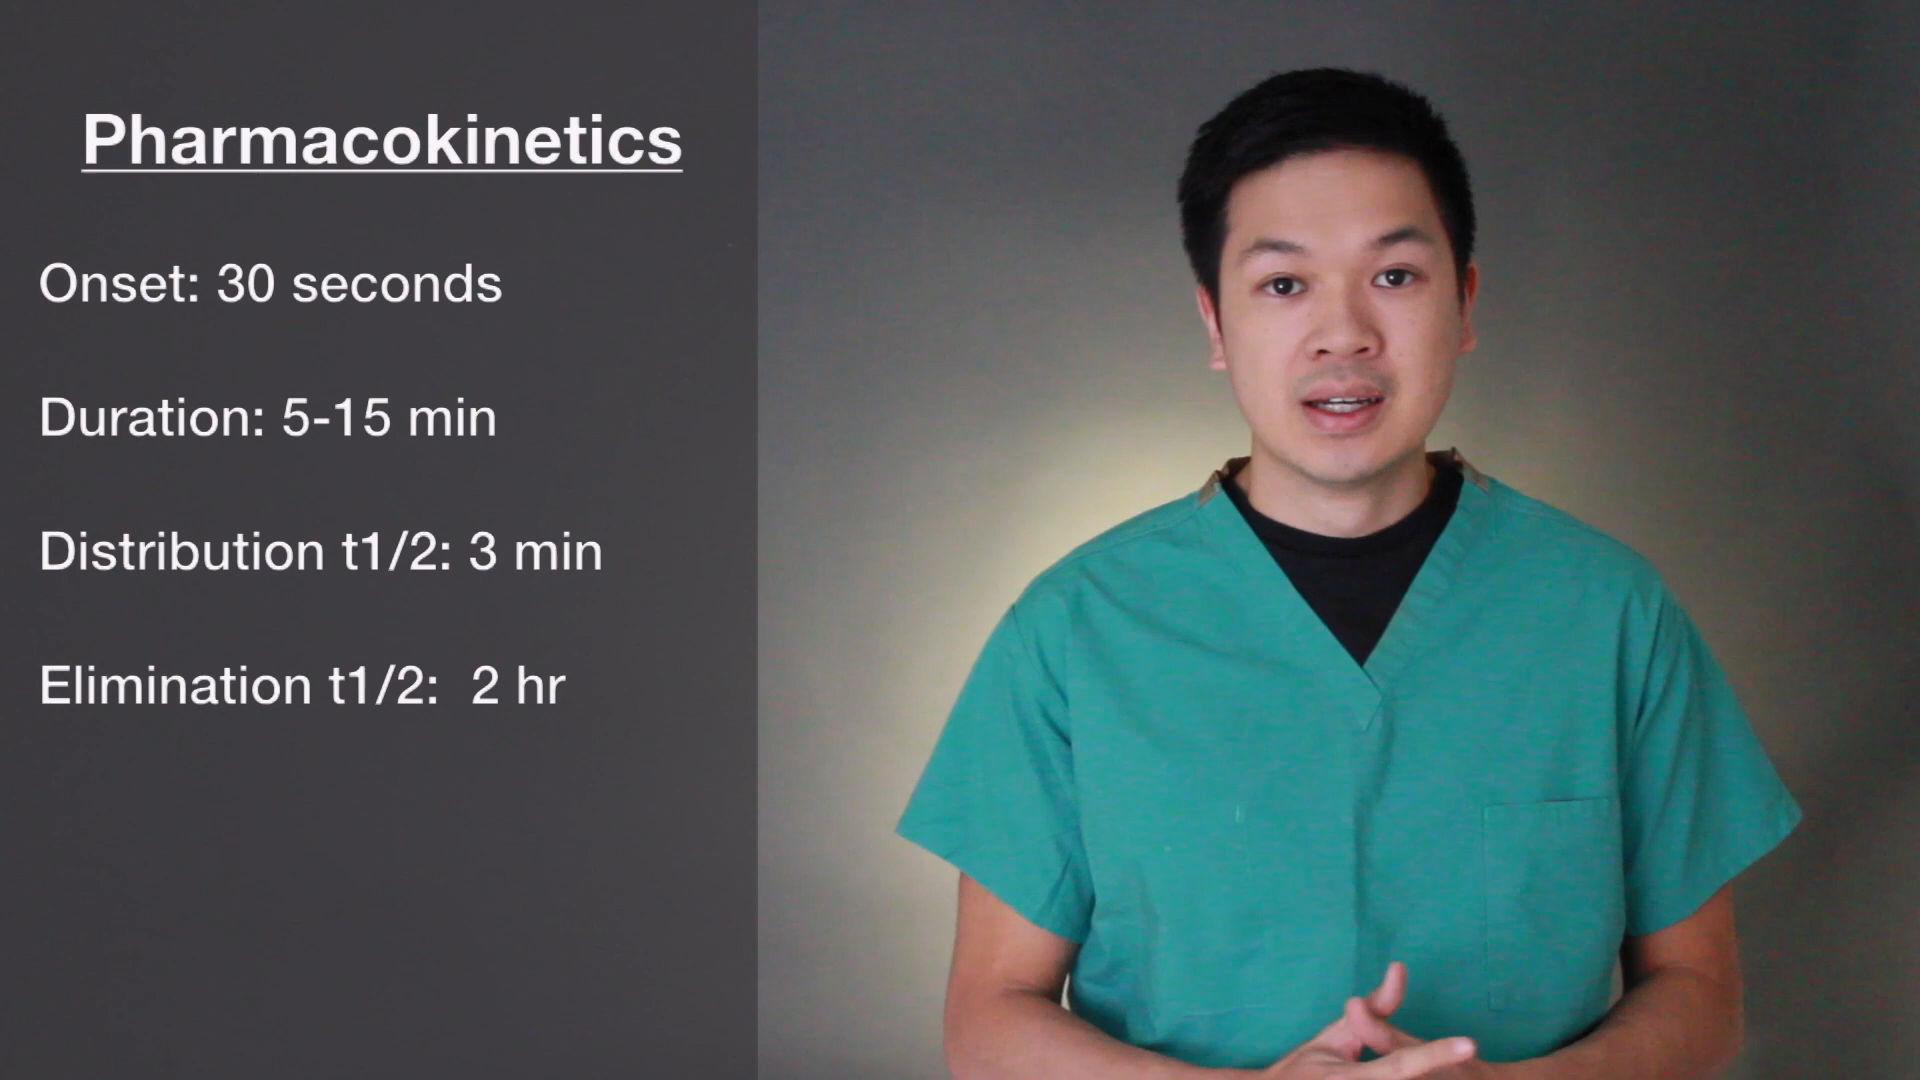 Pharmacokinetics
Onset: 30 seconds
Duration: 5-15 min
Distribution t1/2: 3 min
Elimination t1/2:  2 hr